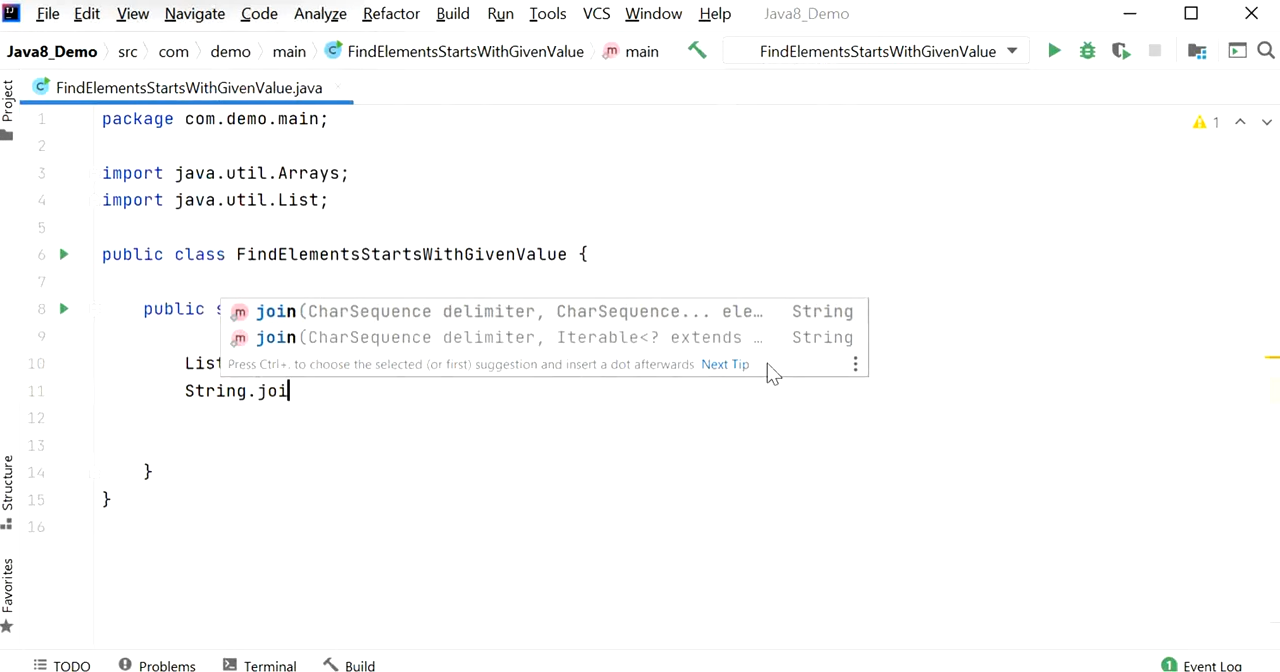 File Edit View Navigate Code Analyze Refactor Build Run Tools VCS Window Help Java8_Demo
Java8_Demo src com demo main FindElementsStartsWithGivenValue main FindElementsStartsWithGivenValue
FindElementsStartsWithGivenValue.java
Project
1 package com.demo.main;
1
2
3 import java.util.Arrays;
4 import java.util.List;
5
6 public class FindElementsStartsWithGivenValue {
7
8 public s
join(CharSequence delimiter, CharSequence... ele… String
9
join(CharSequence delimiter, Iterable<? extends … String
10 List
Press Ctrl+. to choose the selected (or first) suggestion and insert a dot afterwards Next Tip
11 String.joi
12
13
14 }
15 }
16
Structure
Favorites
TODO Problems Terminal Build 1 Event Log